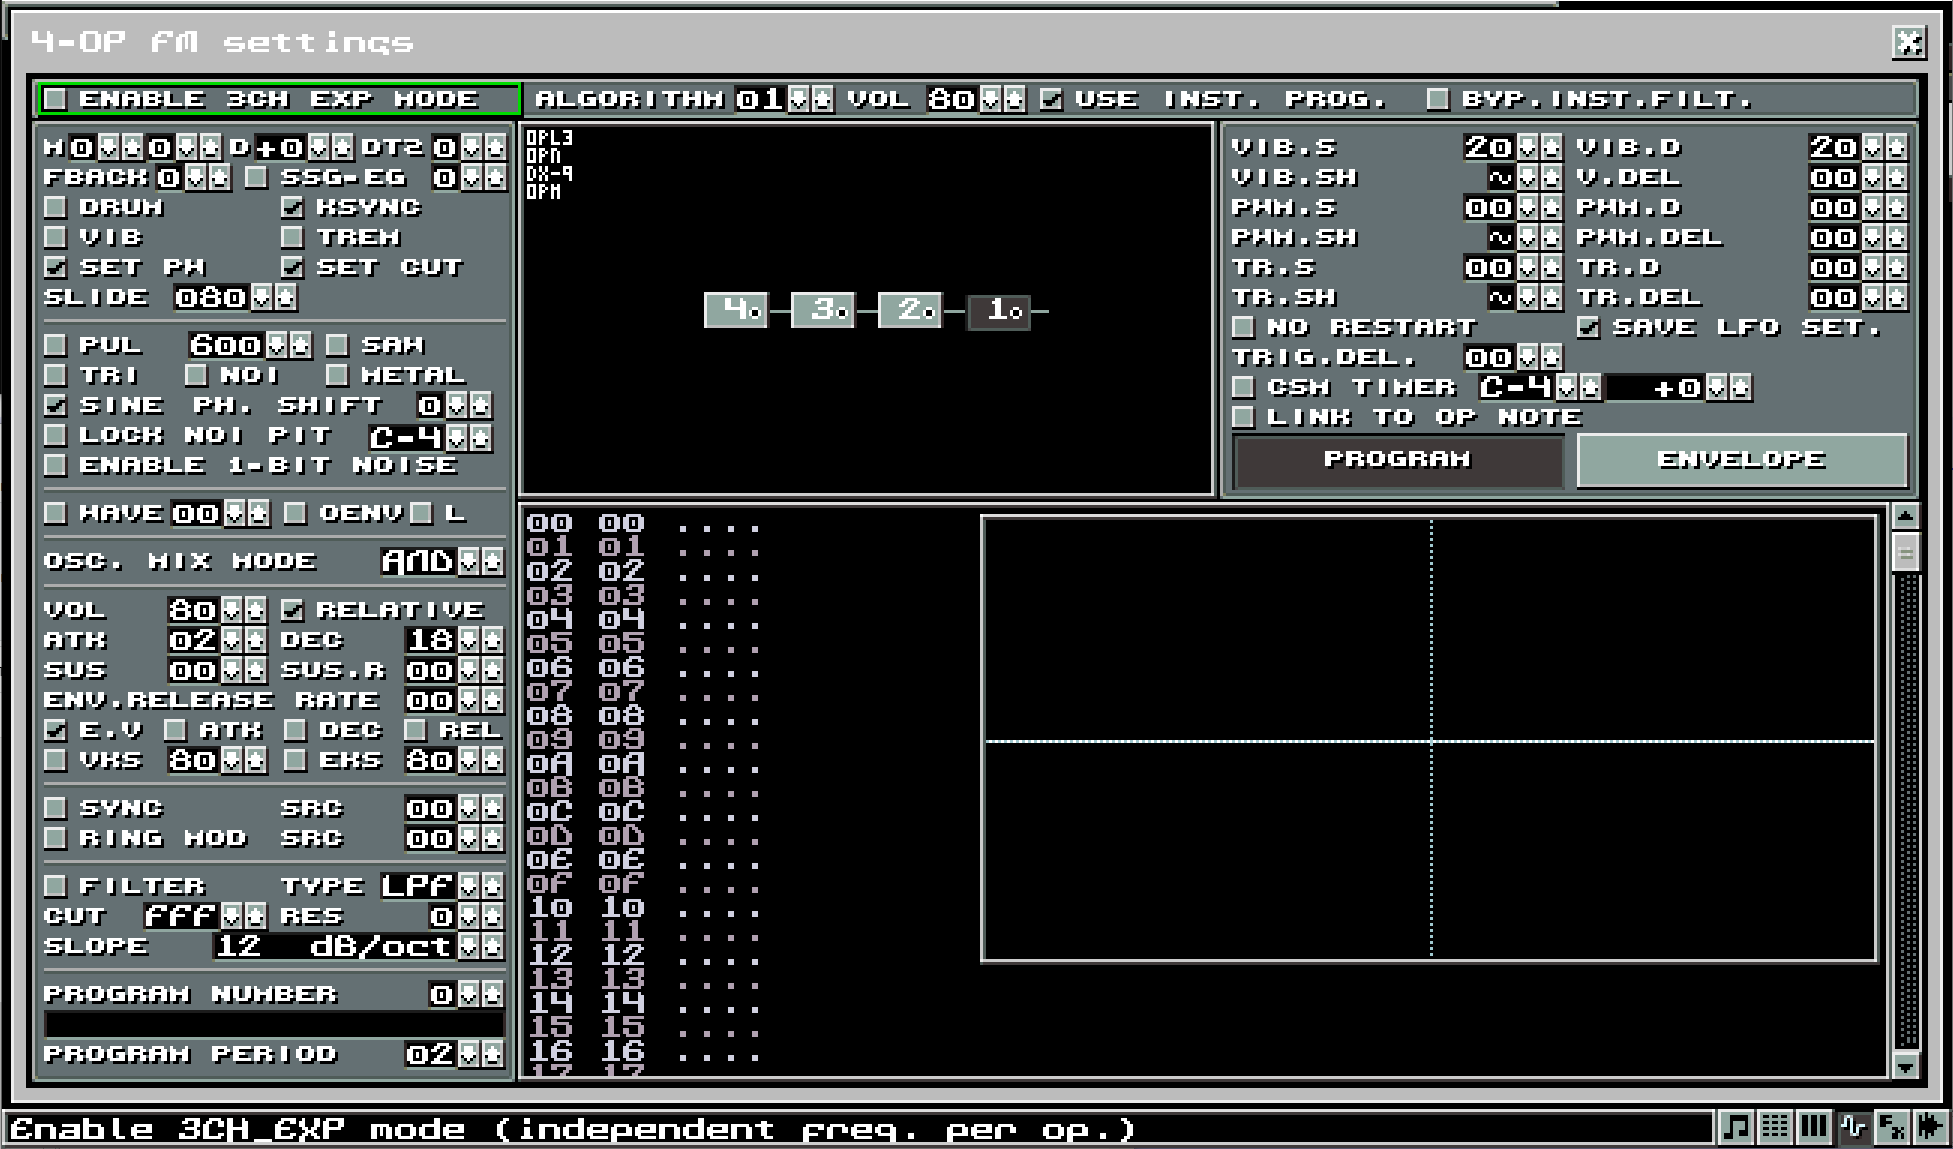 4-OP FM settings
ENABLE 3CH EXP MODE ALGORITHM 01 VOL 80 USE INST. PROG. BYP.INST.FILT.
M 0 0 D +0 DT2 0
FBACK 0 SSG-EG 0
DRUM KSYNC
VIB TREM
SET PW SET CUT
SLIDE 080
PUL 600 SAW
TRI NOI METAL
SINE PH. SHIFT 0
LOCK NOI PIT C-4
ENABLE 1-BIT NOISE
WAVE 00 OENV L
OSC. MIX MODE AND
VOL 80 RELATIVE
ATK 02 DEC 18
SUS 00 SUS.R 00
ENV.RELEASE RATE 00
E.V ATK DEC REL
VKS 80 EKS 80
SYNC SRC 00
RING MOD SRC 00
FILTER TYPE LPF
CUT FFF RES 0
SLOPE 12 dB/oct
PROGRAM NUMBER 0
PROGRAM PERIOD 02
OPL3
OPN
DX-9
OPM
4 3 2 1
VIB.S 20 VIB.D 20
VIB.SH ~ V.DEL 00
PWM.S 00 PWM.D 00
PWM.SH ~ PWM.DEL 00
TR.S 00 TR.D 00
TR.SH ~ TR.DEL 00
NO RESTART SAVE LFO SET.
TRIG.DEL. 00
CSM TIMER C-4 +0
LINK TO OP NOTE
PROGRAM ENVELOPE
00 00 ....
01 01 ....
02 02 ....
03 03 ....
04 04 ....
05 05 ....
06 06 ....
07 07 ....
08 08 ....
09 09 ....
0A 0A ....
0B 0B ....
0C 0C ....
0D 0D ....
0E 0E ....
0F 0F ....
10 10 ....
11 11 ....
12 12 ....
13 13 ....
14 14 ....
15 15 ....
16 16 ....
17 17 ....
Enable 3CH_EXP mode (independent freq. per op.)